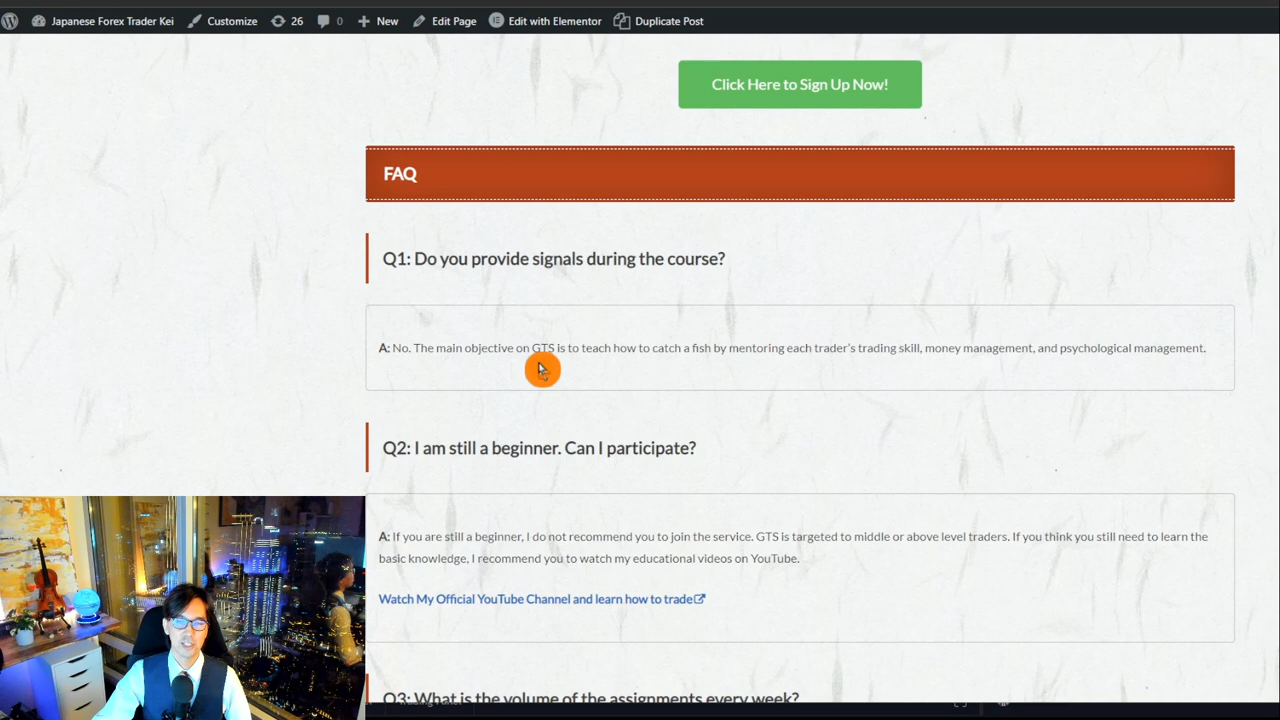 Japanese Forex Trader Kei Customize 26 0 New Edit Page Edit with Elementor Duplicate Post
Click Here to Sign Up Now!
FAQ
Q1: Do you provide signals during the course?
A: No. The main objective on GTS is to teach how to catch a fish by mentoring each trader's trading skill, money management, and psychological management.
Q2: I am still a beginner. Can I participate?
A: If you are still a beginner, I do not recommend you to join the service. GTS is targeted to middle or above level traders. If you think you still need to learn the
basic knowledge, I recommend you to watch my educational videos on YouTube.
Watch My Official YouTube Channel and learn how to trade
Q3: What is the volume of the assignments every week?